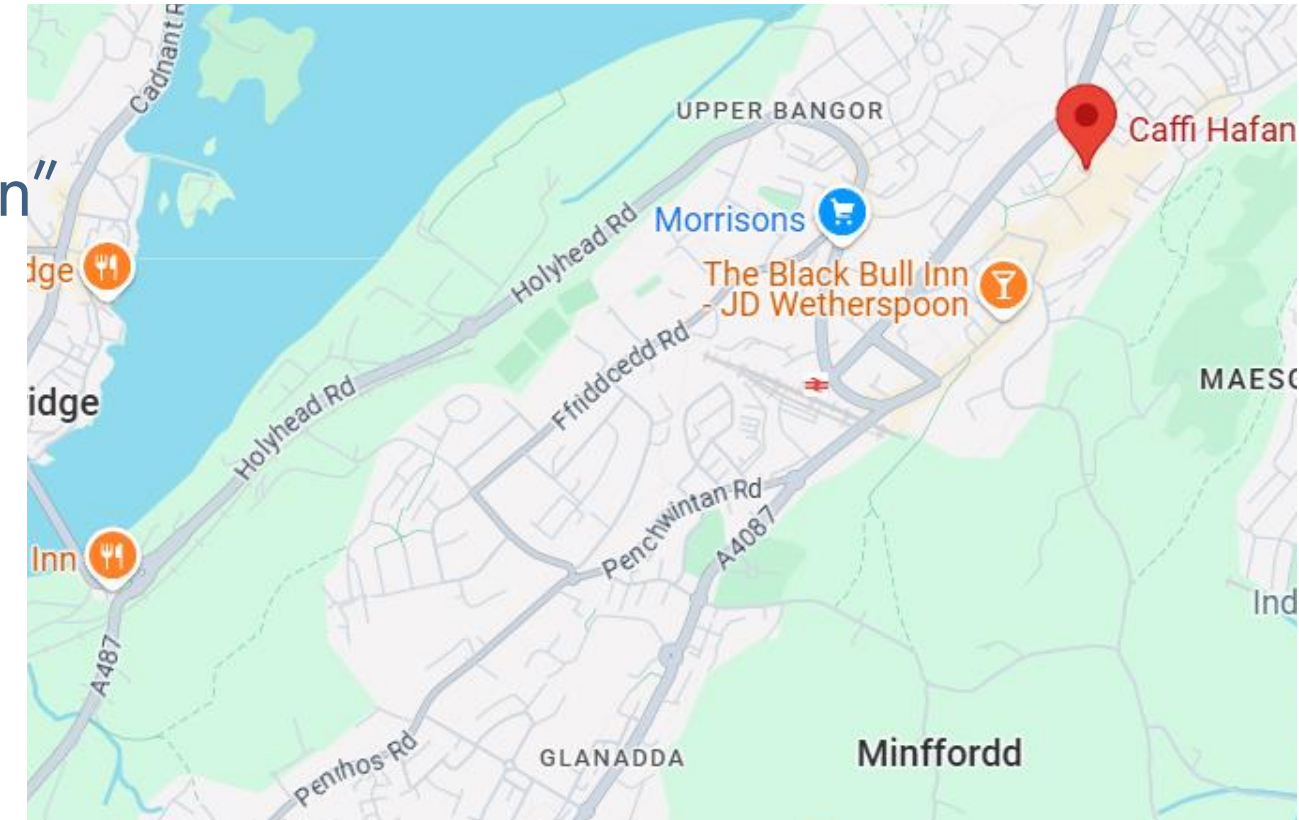 Cadnant R
UPPER BANGOR
Caffi Hafan
n"
Morrisons
Holyhead Rd
dge
The Black Bull Inn
- JD Wetherspoon
Ffriddoedd Rd
MAESG
idge
Holyhead Rd
Penchwintan Rd
A4087
Inn
Ind
A487
Penrhos Rd
GLANADDA
Minffordd